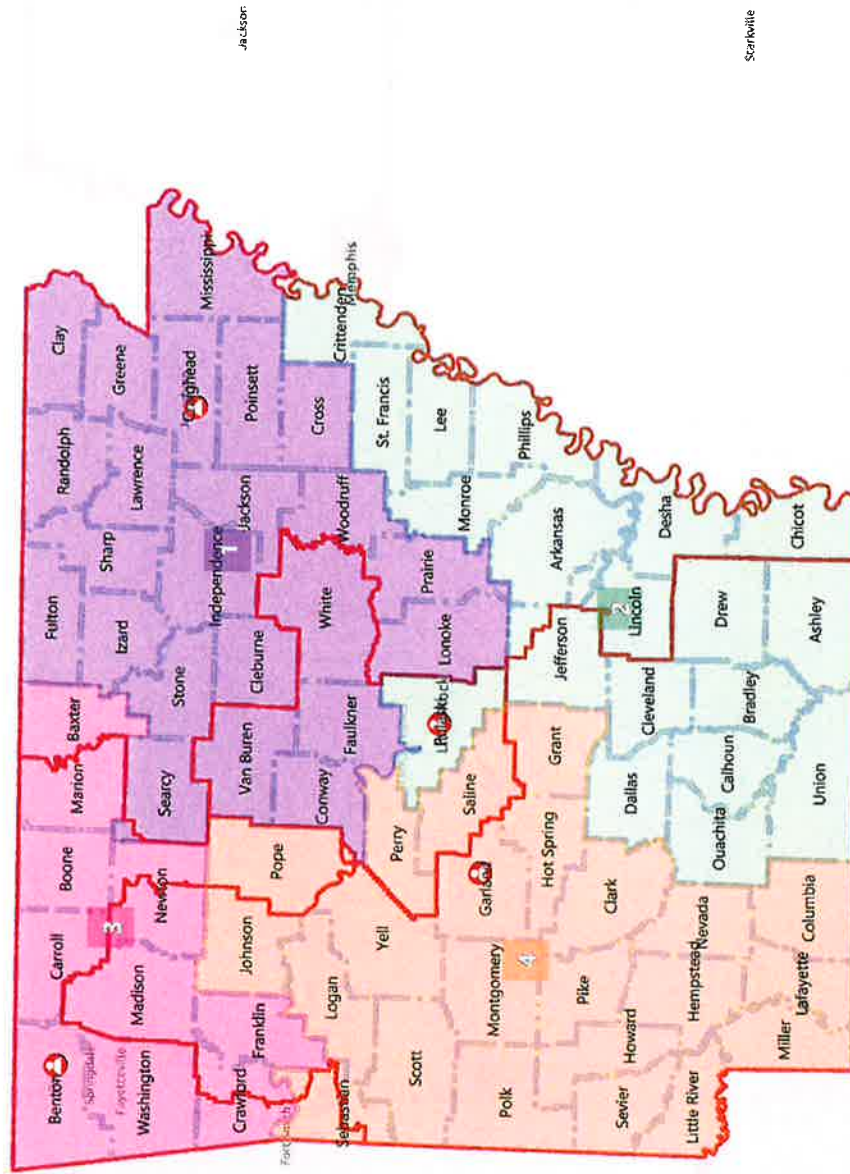 Benton
Carroll
Boone
Marion
Baxter
Fulton
Randolph
Clay
Springdale
Fayetteville
Washington
Madison
3
Newton
Searcy
Izard
Sharp
Lawrence
Greene
Stone
Independence
1
Jackson
Craighead
Mississippi
Poinsett
Crawford
Franklin
Johnson
Pope
Van Buren
Cleburne
White
Woodruff
Cross
Crittenden
Memphis
Jackson
Fort Smith
Sebastian
Logan
Conway
Faulkner
Scott
Yell
Perry
Lonoke
Prairie
Monroe
St. Francis
Lee
Phillips
Polk
Montgomery
4
Garland
Saline
Hot Spring
Grant
Jefferson
Arkansas
Sevier
Howard
Pike
Clark
Dallas
Cleveland
Lincoln
2
Desha
Little River
Hempstead
Nevada
Ouachita
Calhoun
Bradley
Drew
Chicot
Miller
Lafayette
Columbia
Union
Ashley
Starkville